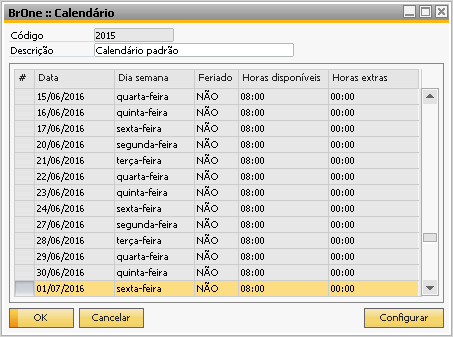 BrOne :: Calendário
Código 2015
Descrição Calendário padrão
# Data Dia semana Feriado Horas disponíveis Horas extras
15/06/2016 quarta-feira NÃO 08:00 00:00
16/06/2016 quinta-feira NÃO 08:00 00:00
17/06/2016 sexta-feira NÃO 08:00 00:00
20/06/2016 segunda-feira NÃO 08:00 00:00
21/06/2016 terça-feira NÃO 08:00 00:00
22/06/2016 quarta-feira NÃO 08:00 00:00
23/06/2016 quinta-feira NÃO 08:00 00:00
24/06/2016 sexta-feira NÃO 08:00 00:00
27/06/2016 segunda-feira NÃO 08:00 00:00
28/06/2016 terça-feira NÃO 08:00 00:00
29/06/2016 quarta-feira NÃO 08:00 00:00
30/06/2016 quinta-feira NÃO 08:00 00:00
01/07/2016 sexta-feira NÃO 08:00 00:00
OK Cancelar Configurar